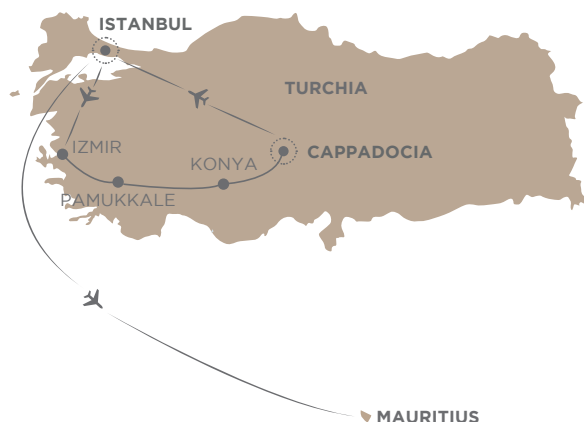 ISTANBUL
TURCHIA
IZMIR
CAPPADOCIA
KONYA
PAMUKKALE
MAURITIUS